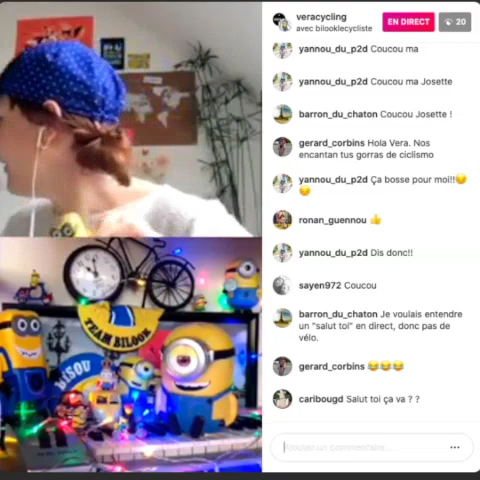 veracycling
avec bilooklecycliste
EN DIRECT
20
yannou_du_p2d Coucou ma
yannou_du_p2d Coucou ma Josette
barron_du_chaton Coucou Josette !
gerard_corbins Hola Vera. Nos
encantan tus gorras de ciclismo
yannou_du_p2d Ça bosse pour moi!!😏
😏
ronan_guennou 👍
yannou_du_p2d Dis donc!!
sayen972 Coucou
barron_du_chaton Je voulais entendre
un "salut toi" en direct, donc pas de
vélo.
gerard_corbins 😂😂😂
caribougd Salut toi ça va ? ?
Ajouter un commentaire...
TEAM BILOOK
BISOU